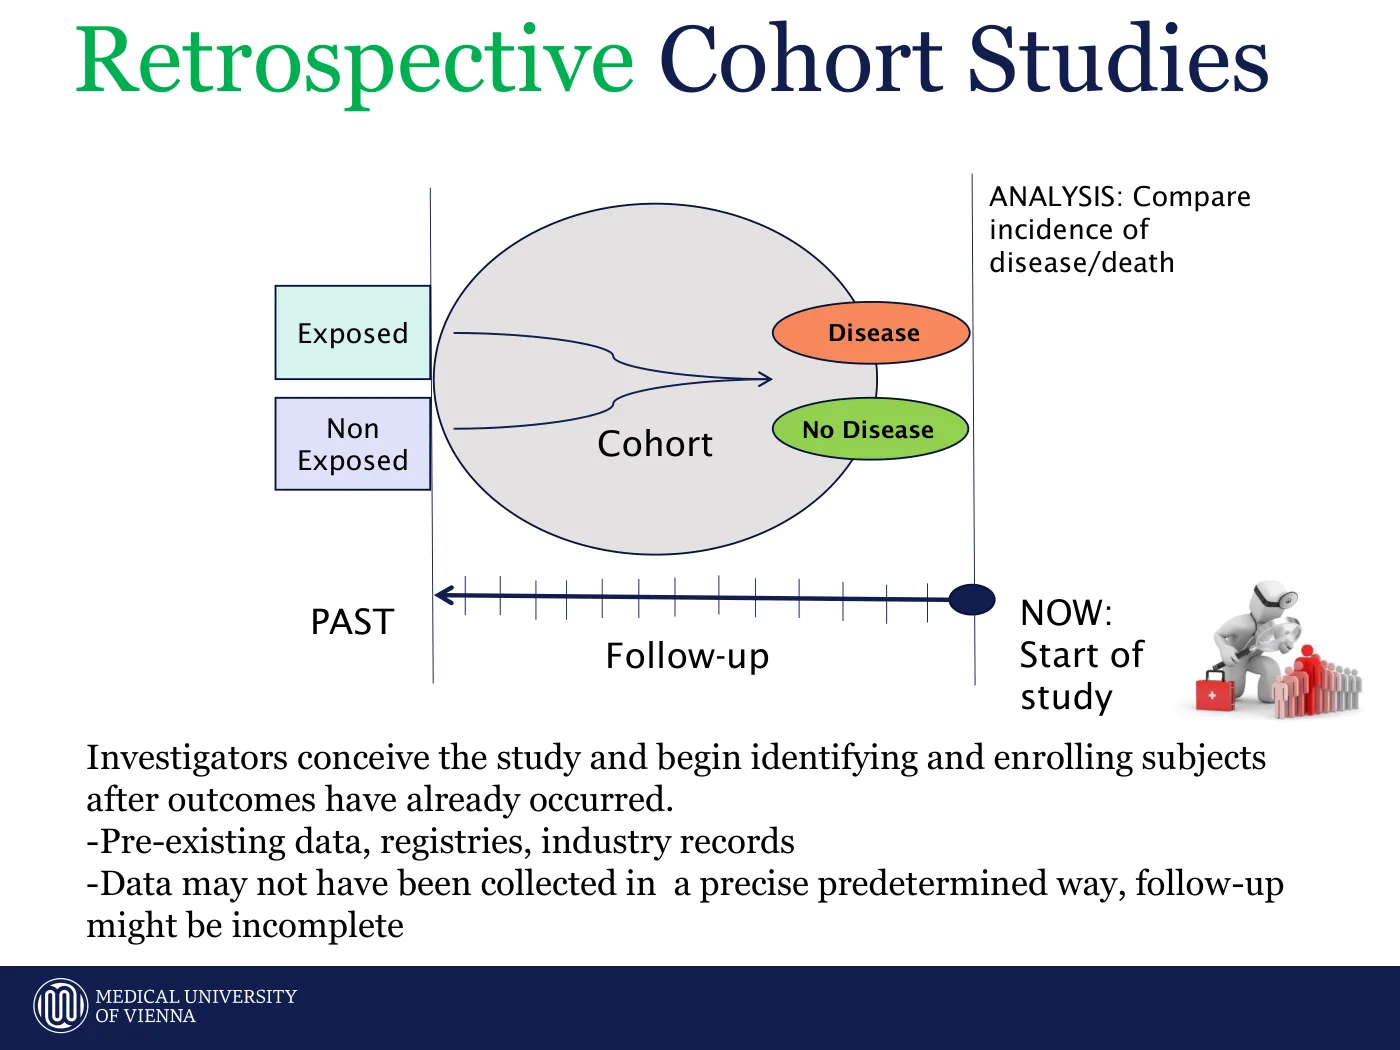 Retrospective Cohort Studies
ANALYSIS: Compare
incidence of
disease/death
Exposed
Disease
Non
Exposed
Cohort
No Disease
PAST
Follow-up
NOW:
Start of
study
Investigators conceive the study and begin identifying and enrolling subjects
after outcomes have already occurred.
-Pre-existing data, registries, industry records
-Data may not have been collected in  a precise predetermined way, follow-up
might be incomplete
MEDICAL UNIVERSITY
OF VIENNA